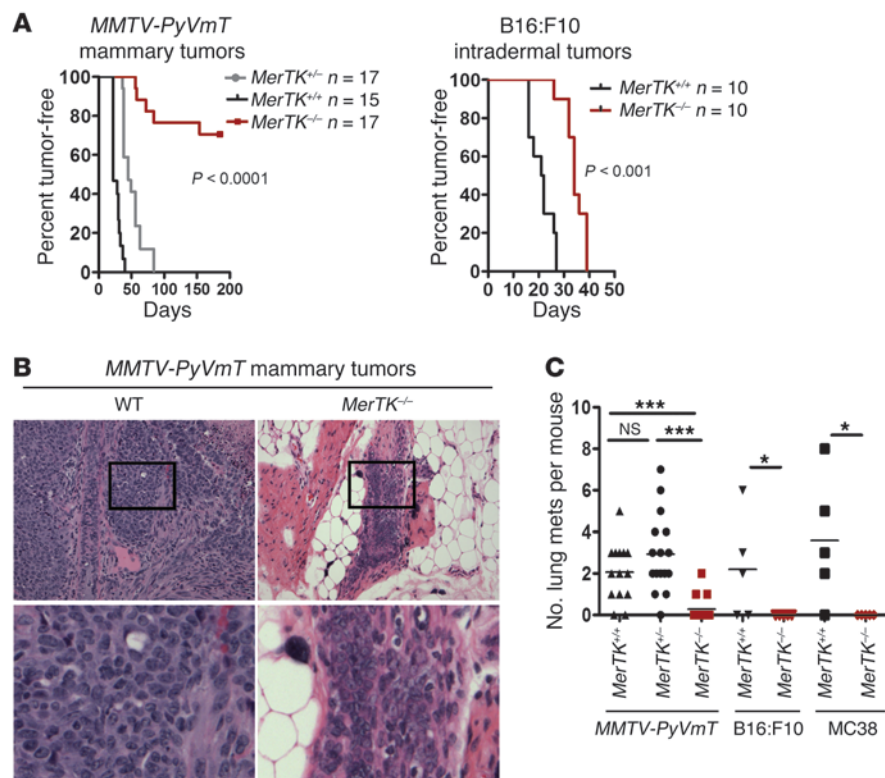 A
MMTV-PyVmT
mammary tumors
Percent tumor-free
100
80
60
40
20
0
0 50 100 150 200
Days
MerTK+/– n = 17
MerTK+/+ n = 15
MerTK–/– n = 17
P < 0.0001
B16:F10
intradermal tumors
Percent tumor-free
100
80
60
40
20
0
0 10 20 30 40 50
Days
MerTK+/+ n = 10
MerTK–/– n = 10
P < 0.001
B
MMTV-PyVmT mammary tumors
WT MerTK–/–
C
No. lung mets per mouse
10
8
6
4
2
0
***
NS ***
*
*
MerTK+/+ MerTK+/– MerTK–/– MerTK+/+ MerTK–/– MerTK+/+ MerTK–/–
MMTV-PyVmT B16:F10 MC38